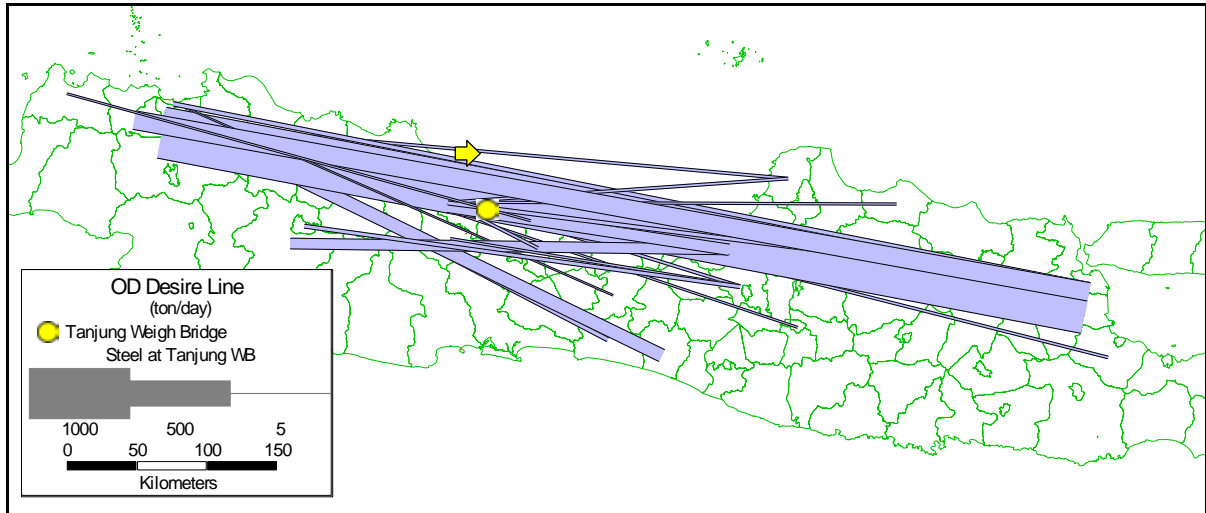 OD Desire Line
(ton/day)
Tanjung Weigh Bridge
Steel at Tanjung WB
1000 500 5
0 50 100 150
Kilometers